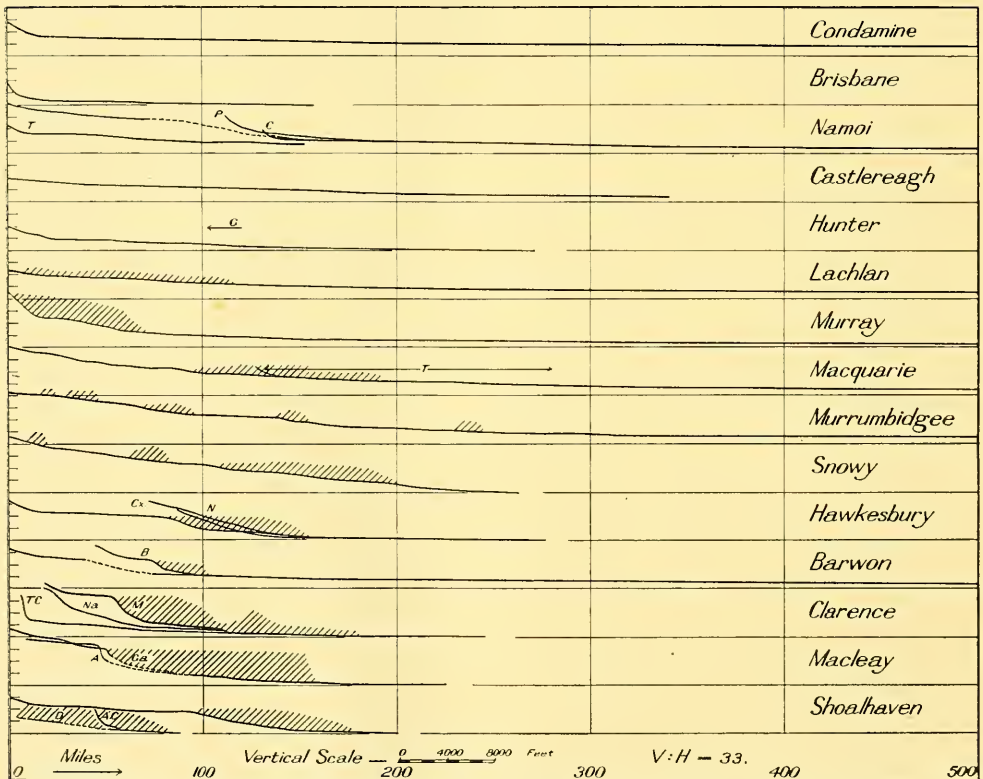 Condamine
Brisbane
P
C
T
Namoi
Castlereagh
G
Hunter
Lachlan
Murray
T
Macquarie
Murrumbidgee
Snowy
Cx
N
Hawkesbury
B
Barwon
TC
Na
M
Clarence
A
Ca
Macleay
Shoalhaven
AC
Miles
Vertical Scale — 0 4000 8000 Feet
V:H = 33.
0 100 200 300 400 500